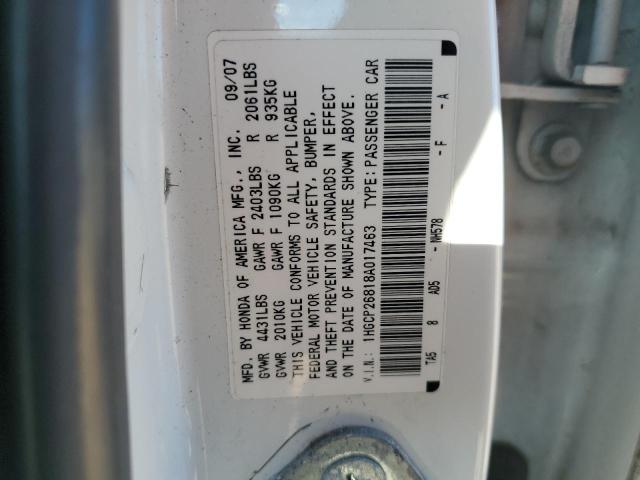 MFD. BY HONDA OF AMERICA MFG., INC. 09/07
GVWR 4431LBS GAWR F 2403LBS R 2061LBS
GVWR 2010KG GAWR F 1090KG R 935KG
THIS VEHICLE CONFORMS TO ALL APPLICABLE
FEDERAL MOTOR VEHICLE SAFETY, BUMPER,
AND THEFT PREVENTION STANDARDS IN EFFECT
ON THE DATE OF MANUFACTURE SHOWN ABOVE.
V.I.N.: 1HGCP26818A017463 TYPE: PASSENGER CAR
TA5 8 A05 - NH578 - F - A